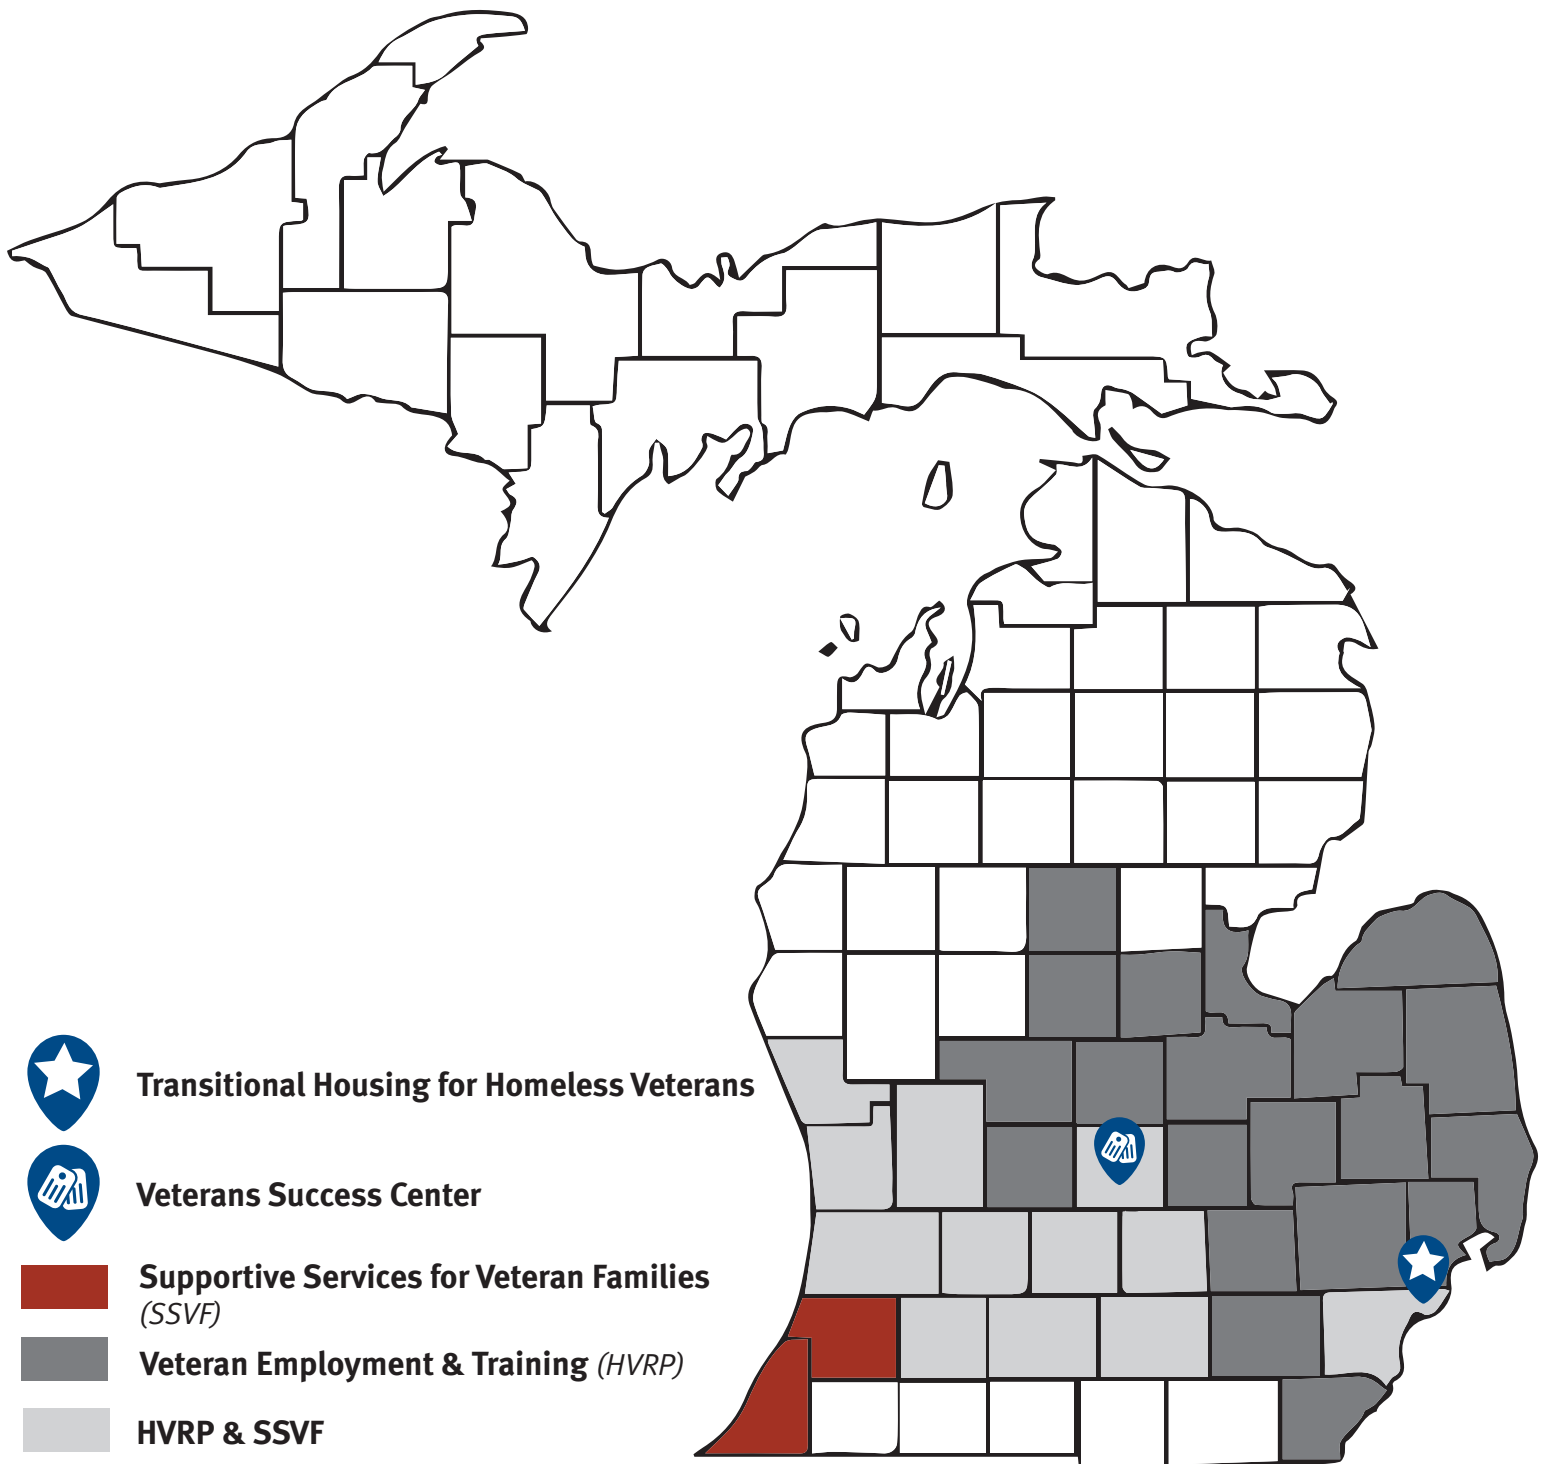 Transitional Housing for Homeless Veterans
Veterans Success Center
Supportive Services for Veteran Families
(SSVF)
Veteran Employment & Training (HVRP)
HVRP & SSVF